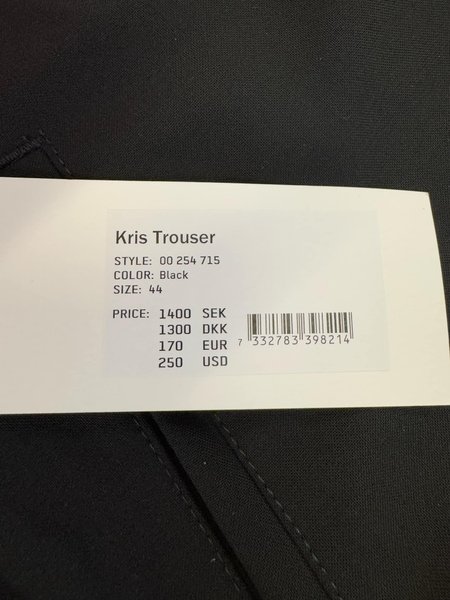 Kris Trouser
STYLE: 00 254 715
COLOR: Black
SIZE: 44
PRICE: 1400 SEK
1300 DKK
170 EUR
250 USD
7 332783 398214